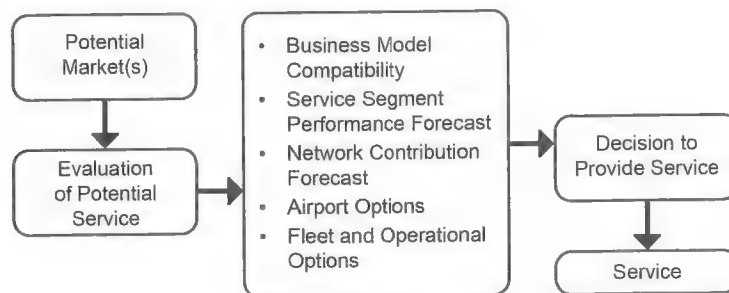 Potential
Market(s)
Evaluation
of Potential
Service
• Business Model
Compatibility
• Service Segment
Performance Forecast
• Network Contribution
Forecast
• Airport Options
• Fleet and Operational
Options
Decision to
Provide Service
Service